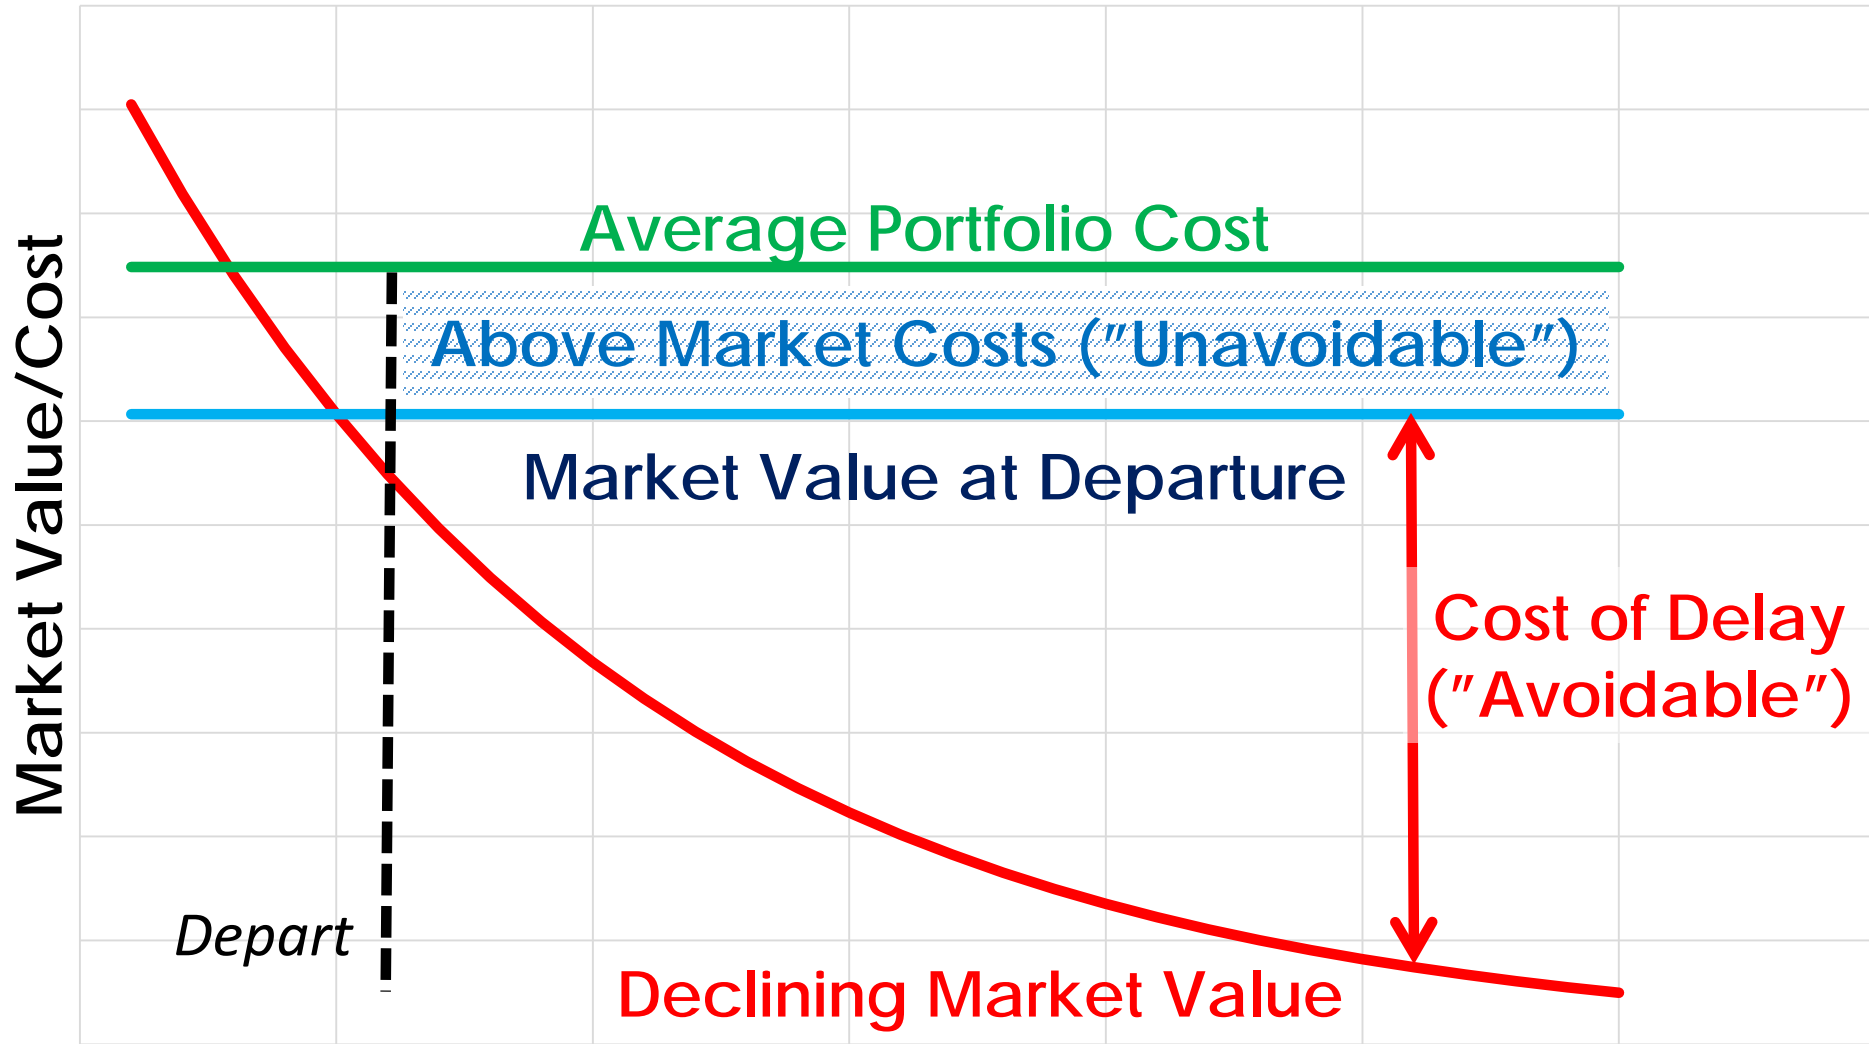 Market Value/Cost
Average Portfolio Cost
Above Market Costs ("Unavoidable")
Market Value at Departure
Cost of Delay
("Avoidable")
Depart
Declining Market Value